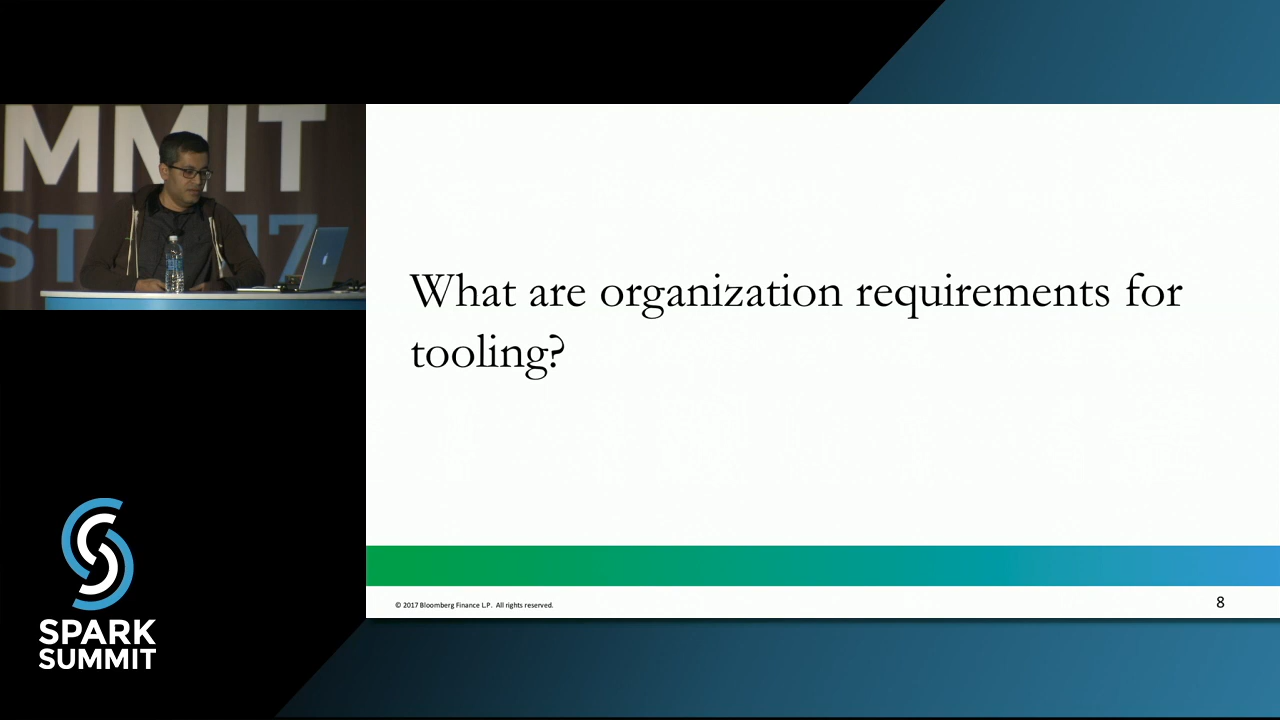 MMIT
ST 17
What are organization requirements for
tooling?
© 2017 Bloomberg Finance L.P. All rights reserved.
8
SPARK
SUMMIT